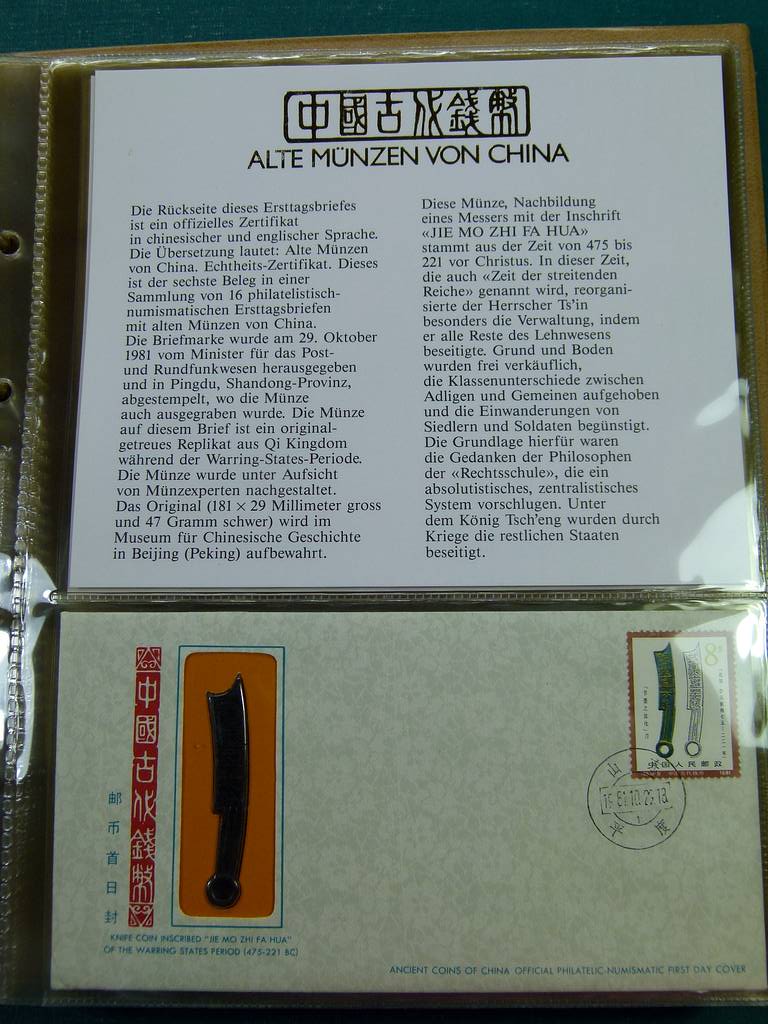 中國古代錢幣
ALTE MÜNZEN VON CHINA
Die Rückseite dieses Ersttagsbriefes
ist ein offizielles Zertifikat
in chinesischer und englischer Sprache.
Die Übersetzung lautet: Alte Münzen
von China. Echtheits-Zertifikat. Dieses
ist der sechste Beleg in einer
Sammlung von 16 philatelistisch-
numismatischen Ersttagsbriefen
mit alten Münzen von China.
Die Briefmarke wurde am 29. Oktober
1981 vom Minister für das Post-
und Rundfunkwesen herausgegeben
und in Pingdu, Shandong-Provinz,
abgestempelt, wo die Münze
auch ausgegraben wurde. Die Münze
auf diesem Brief ist ein original-
getreues Replikat aus Qi Kingdom
während der Warring-States-Periode.
Die Münze wurde unter Aufsicht
von Münzexperten nachgestaltet.
Das Original (181 × 29 Millimeter gross
und 47 Gramm schwer) wird im
Museum für Chinesische Geschichte
in Beijing (Peking) aufbewahrt.
Diese Münze, Nachbildung
eines Messers mit der Inschrift
«JIE MO ZHI FA HUA»
stammt aus der Zeit von 475 bis
221 vor Christus. In dieser Zeit,
die auch «Zeit der streitenden
Reiche» genannt wird, reorgani-
sierte der Herrscher Ts'in
besonders die Verwaltung, indem
er alle Reste des Lehnwesens
beseitigte. Grund und Boden
wurden frei verkäuflich,
die Klassenunterschiede zwischen
Adligen und Gemeinen aufgehoben
und die Einwanderungen von
Siedlern und Soldaten begünstigt.
Die Grundlage hierfür waren
die Gedanken der Philosophen
der «Rechtsschule», die ein
absolutistisches, zentralistisches
System vorschlugen. Unter
dem König Tsch'eng wurden durch
Kriege die restlichen Staaten
beseitigt.
中國古代錢幣
邮币首日封
KNIFE COIN INSCRIBED "JIE MO ZHI FA HUA"
OF THE WARRING STATES PERIOD (475-221 BC)
8
中国人民邮政
山东
1981.10.29.18
1
平度
ANCIENT COINS OF CHINA OFFICIAL PHILATELIC-NUMISMATIC FIRST DAY COVER